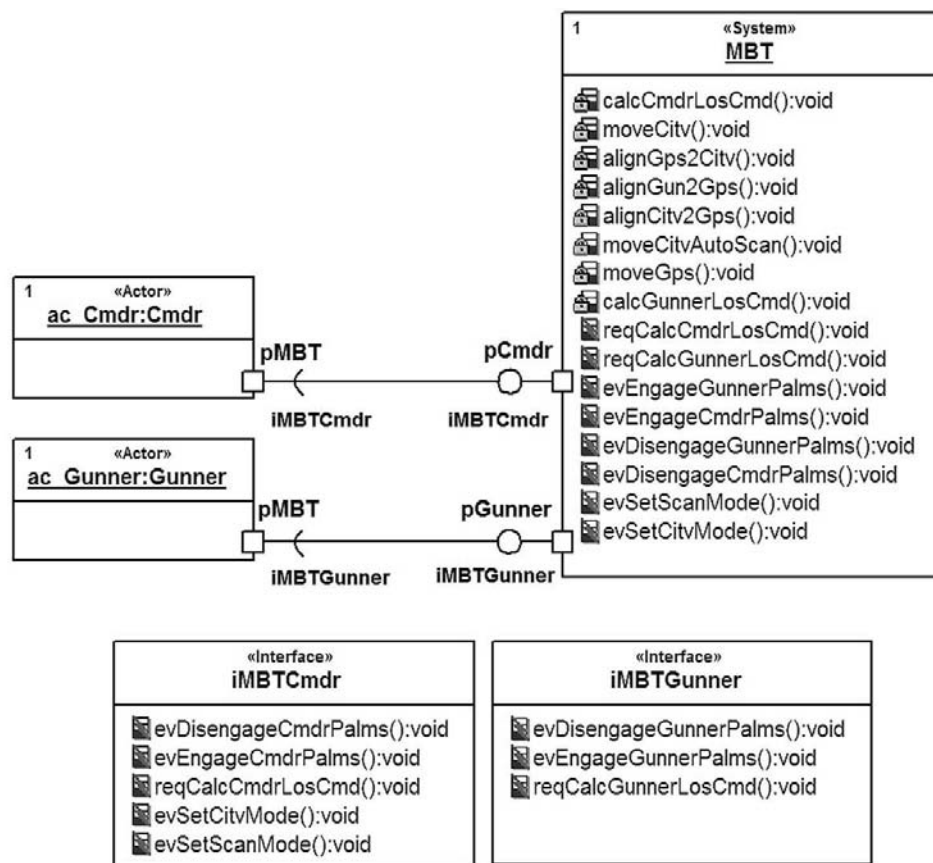 1
«System»
MBT
calcCmdrLosCmd():void
moveCitv():void
alignGps2Citv():void
alignGun2Gps():void
alignCitv2Gps():void
moveCitvAutoScan():void
moveGps():void
calcGunnerLosCmd():void
reqCalcCmdrLosCmd():void
reqCalcGunnerLosCmd():void
evEngageGunnerPalms():void
evEngageCmdrPalms():void
evDisengageGunnerPalms():void
evDisengageCmdrPalms():void
evSetScanMode():void
evSetCitvMode():void
1
«Actor»
ac_Cmdr:Cmdr
pMBT
pCmdr
iMBTCmdr
iMBTCmdr
1
«Actor»
ac_Gunner:Gunner
pMBT
pGunner
iMBTGunner
iMBTGunner
«Interface»
iMBTCmdr
evDisengageCmdrPalms():void
evEngageCmdrPalms():void
reqCalcCmdrLosCmd():void
evSetCitvMode():void
evSetScanMode():void
«Interface»
iMBTGunner
evDisengageGunnerPalms():void
evEngageGunnerPalms():void
reqCalcGunnerLosCmd():void